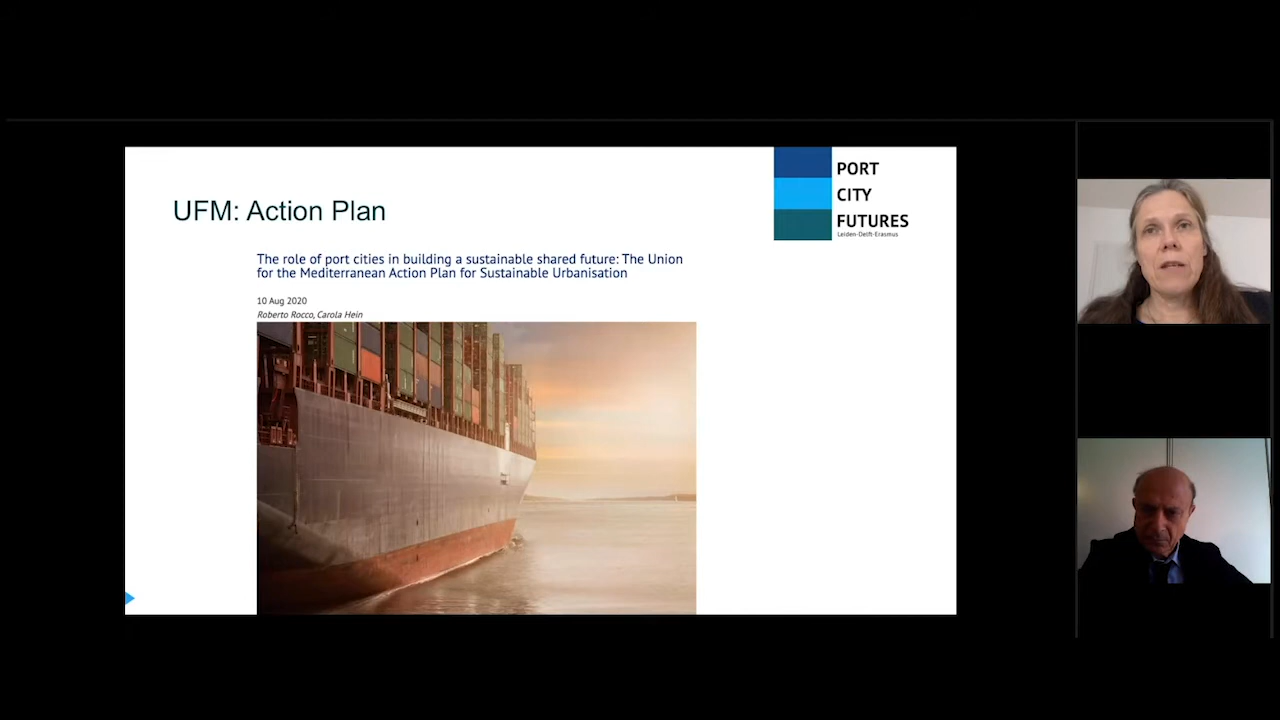 UFM: Action Plan
PORT
CITY
FUTURES
Leiden-Delft-Erasmus
The role of port cities in building a sustainable shared future: The Union
for the Mediterranean Action Plan for Sustainable Urbanisation
10 Aug 2020
Roberto Rocco, Carola Hein